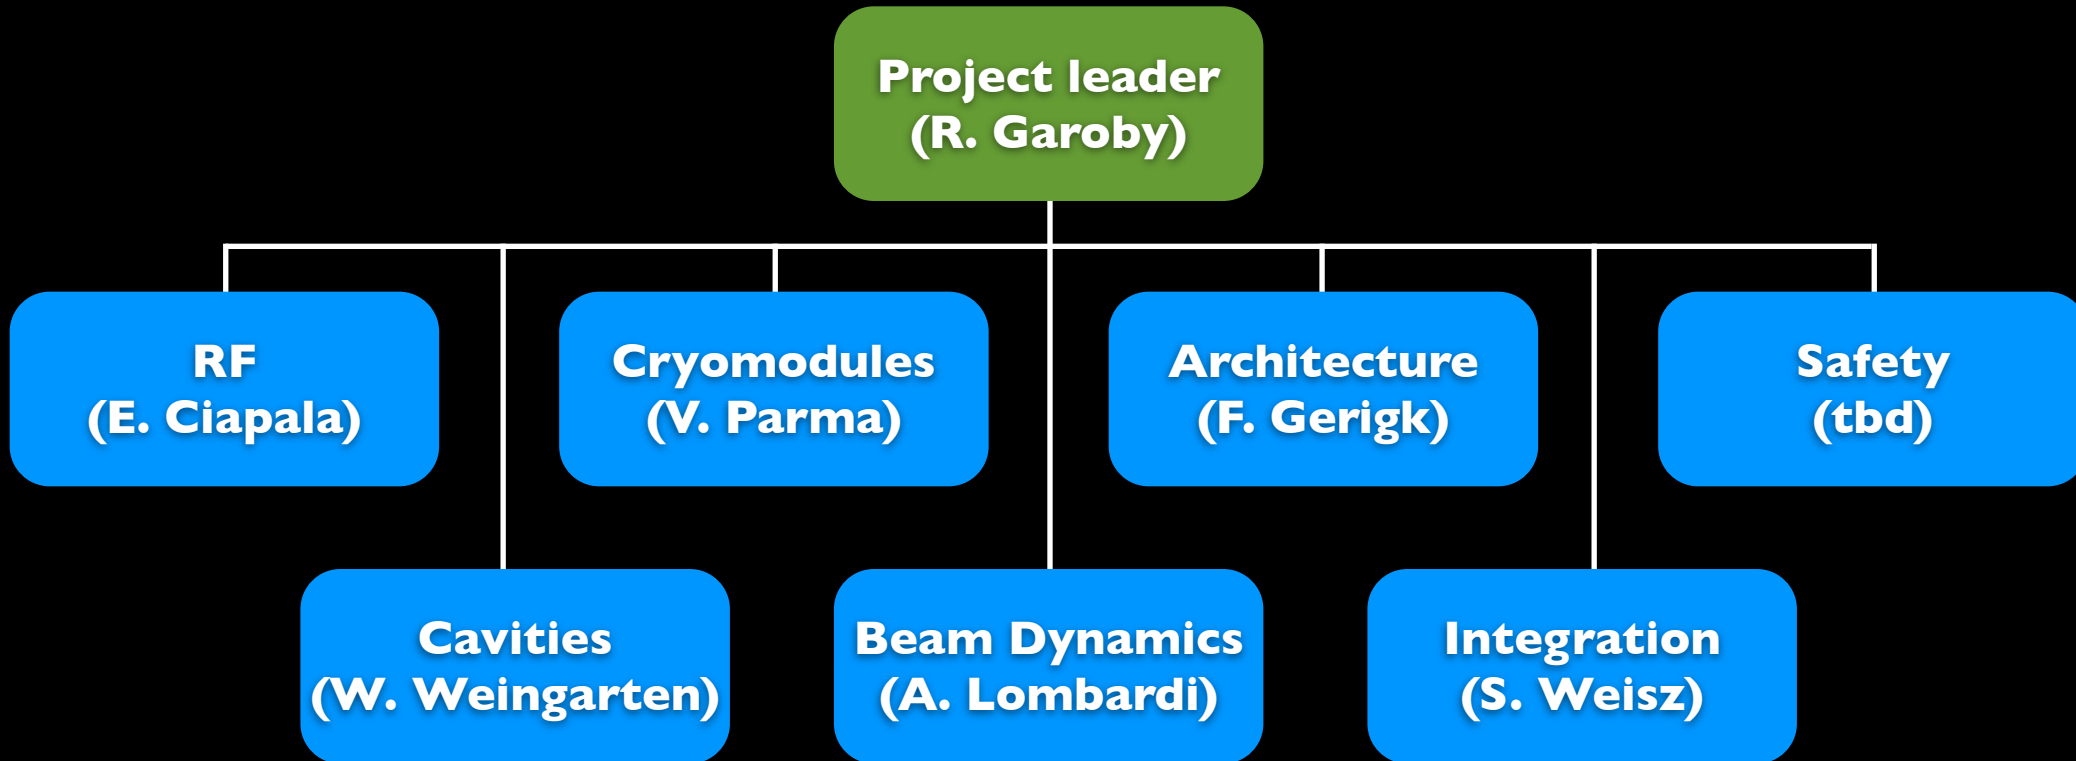 Project leader
(R. Garoby)
RF
(E. Ciapala)
Cryomodules
(V. Parma)
Architecture
(F. Gerigk)
Safety
(tbd)
Cavities
(W. Weingarten)
Beam Dynamics
(A. Lombardi)
Integration
(S. Weisz)